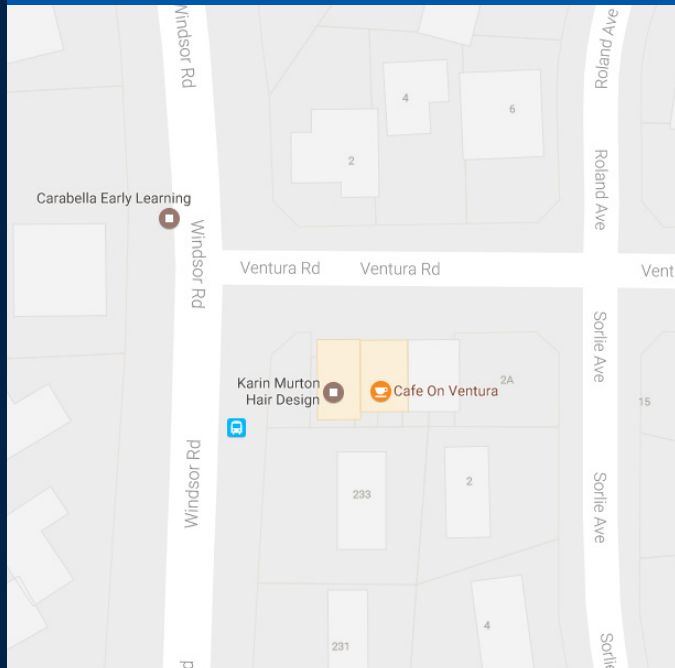 Windsor Rd
Roland Ave
4
6
2
Roland Ave
Carabella Early Learning
Windsor Rd
Ventura Rd
Ventura Rd
Vent
Sorlie Ave
Karin Murton
Hair Design
Cafe On Ventura
2A
15
Windsor Rd
233
2
Sorlie Ave
231
4
Sorlie